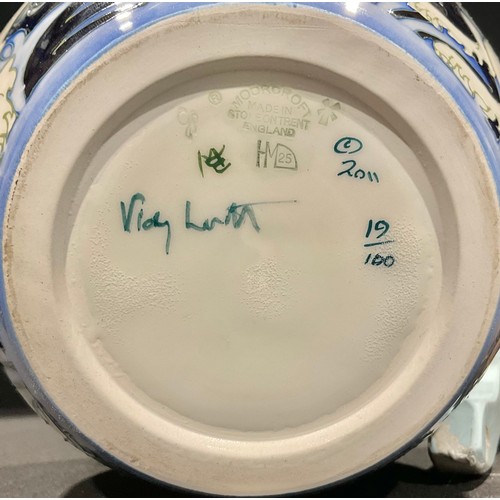 MOORCROFT
MADE IN
STOKE ON TRENT
ENGLAND
HM 25
© 2011
Vicky Lovatt
19
100